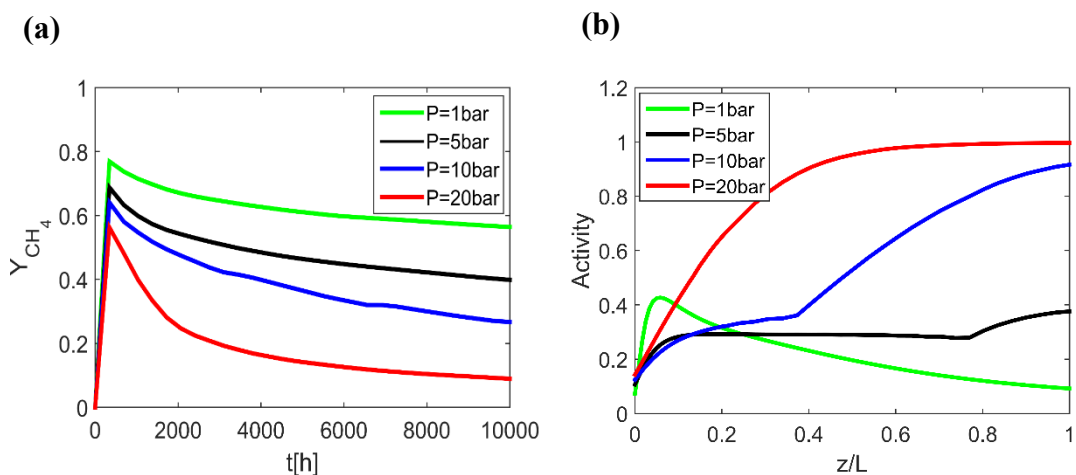 (a)
(b)
Y_CH4
1
0.8
0.6
0.4
0.2
0
P=1bar
P=5bar
P=10bar
P=20bar
0 2000 4000 6000 8000 10000
t[h]
Activity
1.2
1
0.8
0.6
0.4
0.2
0
P=1bar
P=5bar
P=10bar
P=20bar
0 0.2 0.4 0.6 0.8 1
z/L